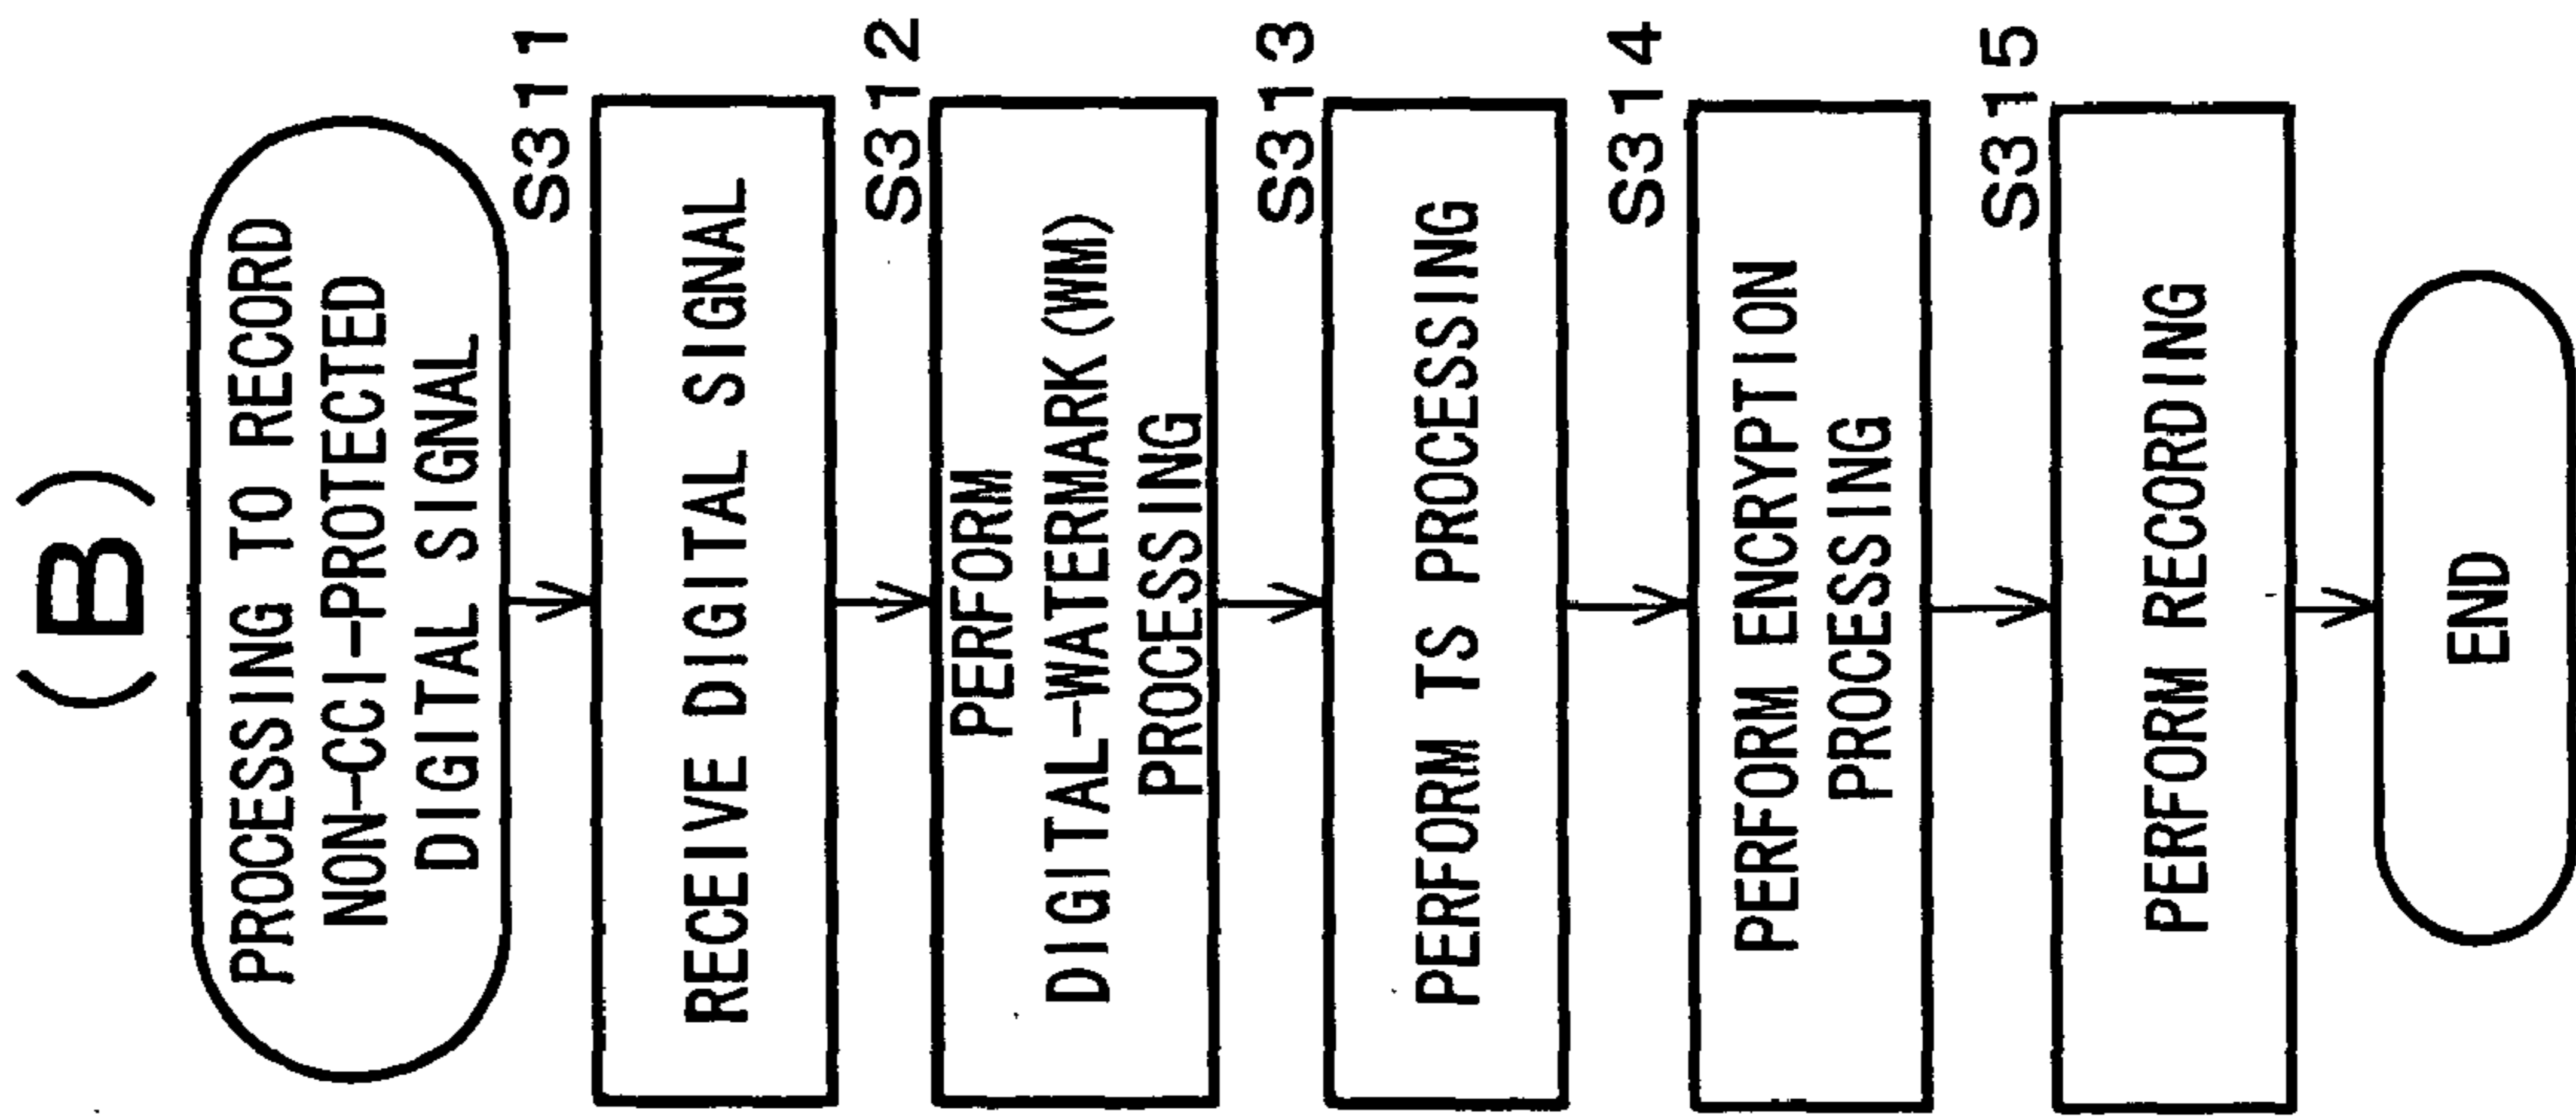 (B)
PROCESSING TO RECORD
NON-CCI-PROTECTED
DIGITAL SIGNAL
S311
RECEIVE DIGITAL SIGNAL
S312
PERFORM
DIGITAL-WATERMARK(WM)
PROCESSING
S313
PERFORM TS PROCESSING
S314
PERFORM ENCRYPTION
PROCESSING
S315
PERFORM RECORDING
END